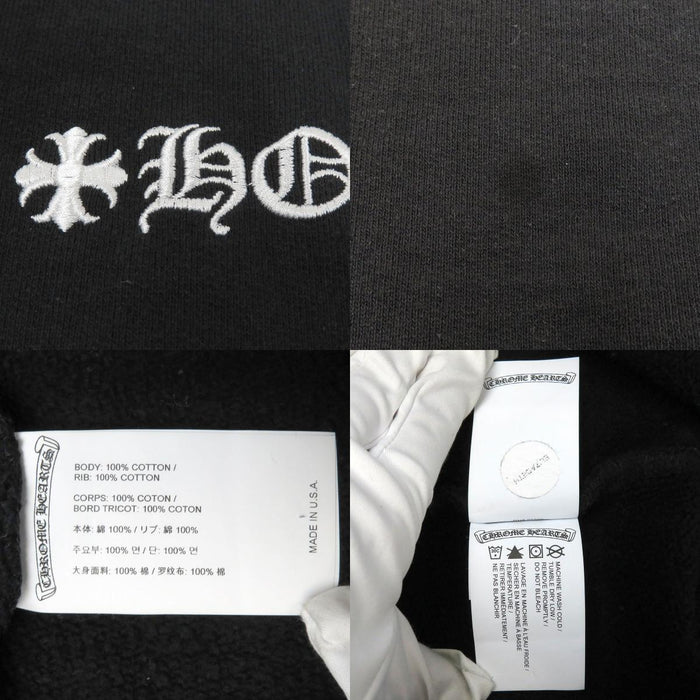 HO
CHROME HEARTS
BODY: 100% COTTON /
RIB: 100% COTTON
CORPS: 100% COTON /
BORD TRICOT: 100% COTON
本体: 綿 100% / リブ: 綿 100%
주요부: 100% 면 / 단: 100% 면
大身面料: 100% 棉 / 罗纹布: 100% 棉
MADE IN U.S.A.
CHROME HEARTS
CHROME HEARTS
MACHINE WASH COLD /
TUMBLE DRY LOW /
REMOVE PROMPTLY /
DO NOT BLEACH
LAVAGE EN MACHINE À L'EAU FROIDE /
SÉCHER EN MACHINE À BASSE
TEMPÉRATURE /
RETIRER IMMÉDIATEMENT /
NE PAS BLANCHIR